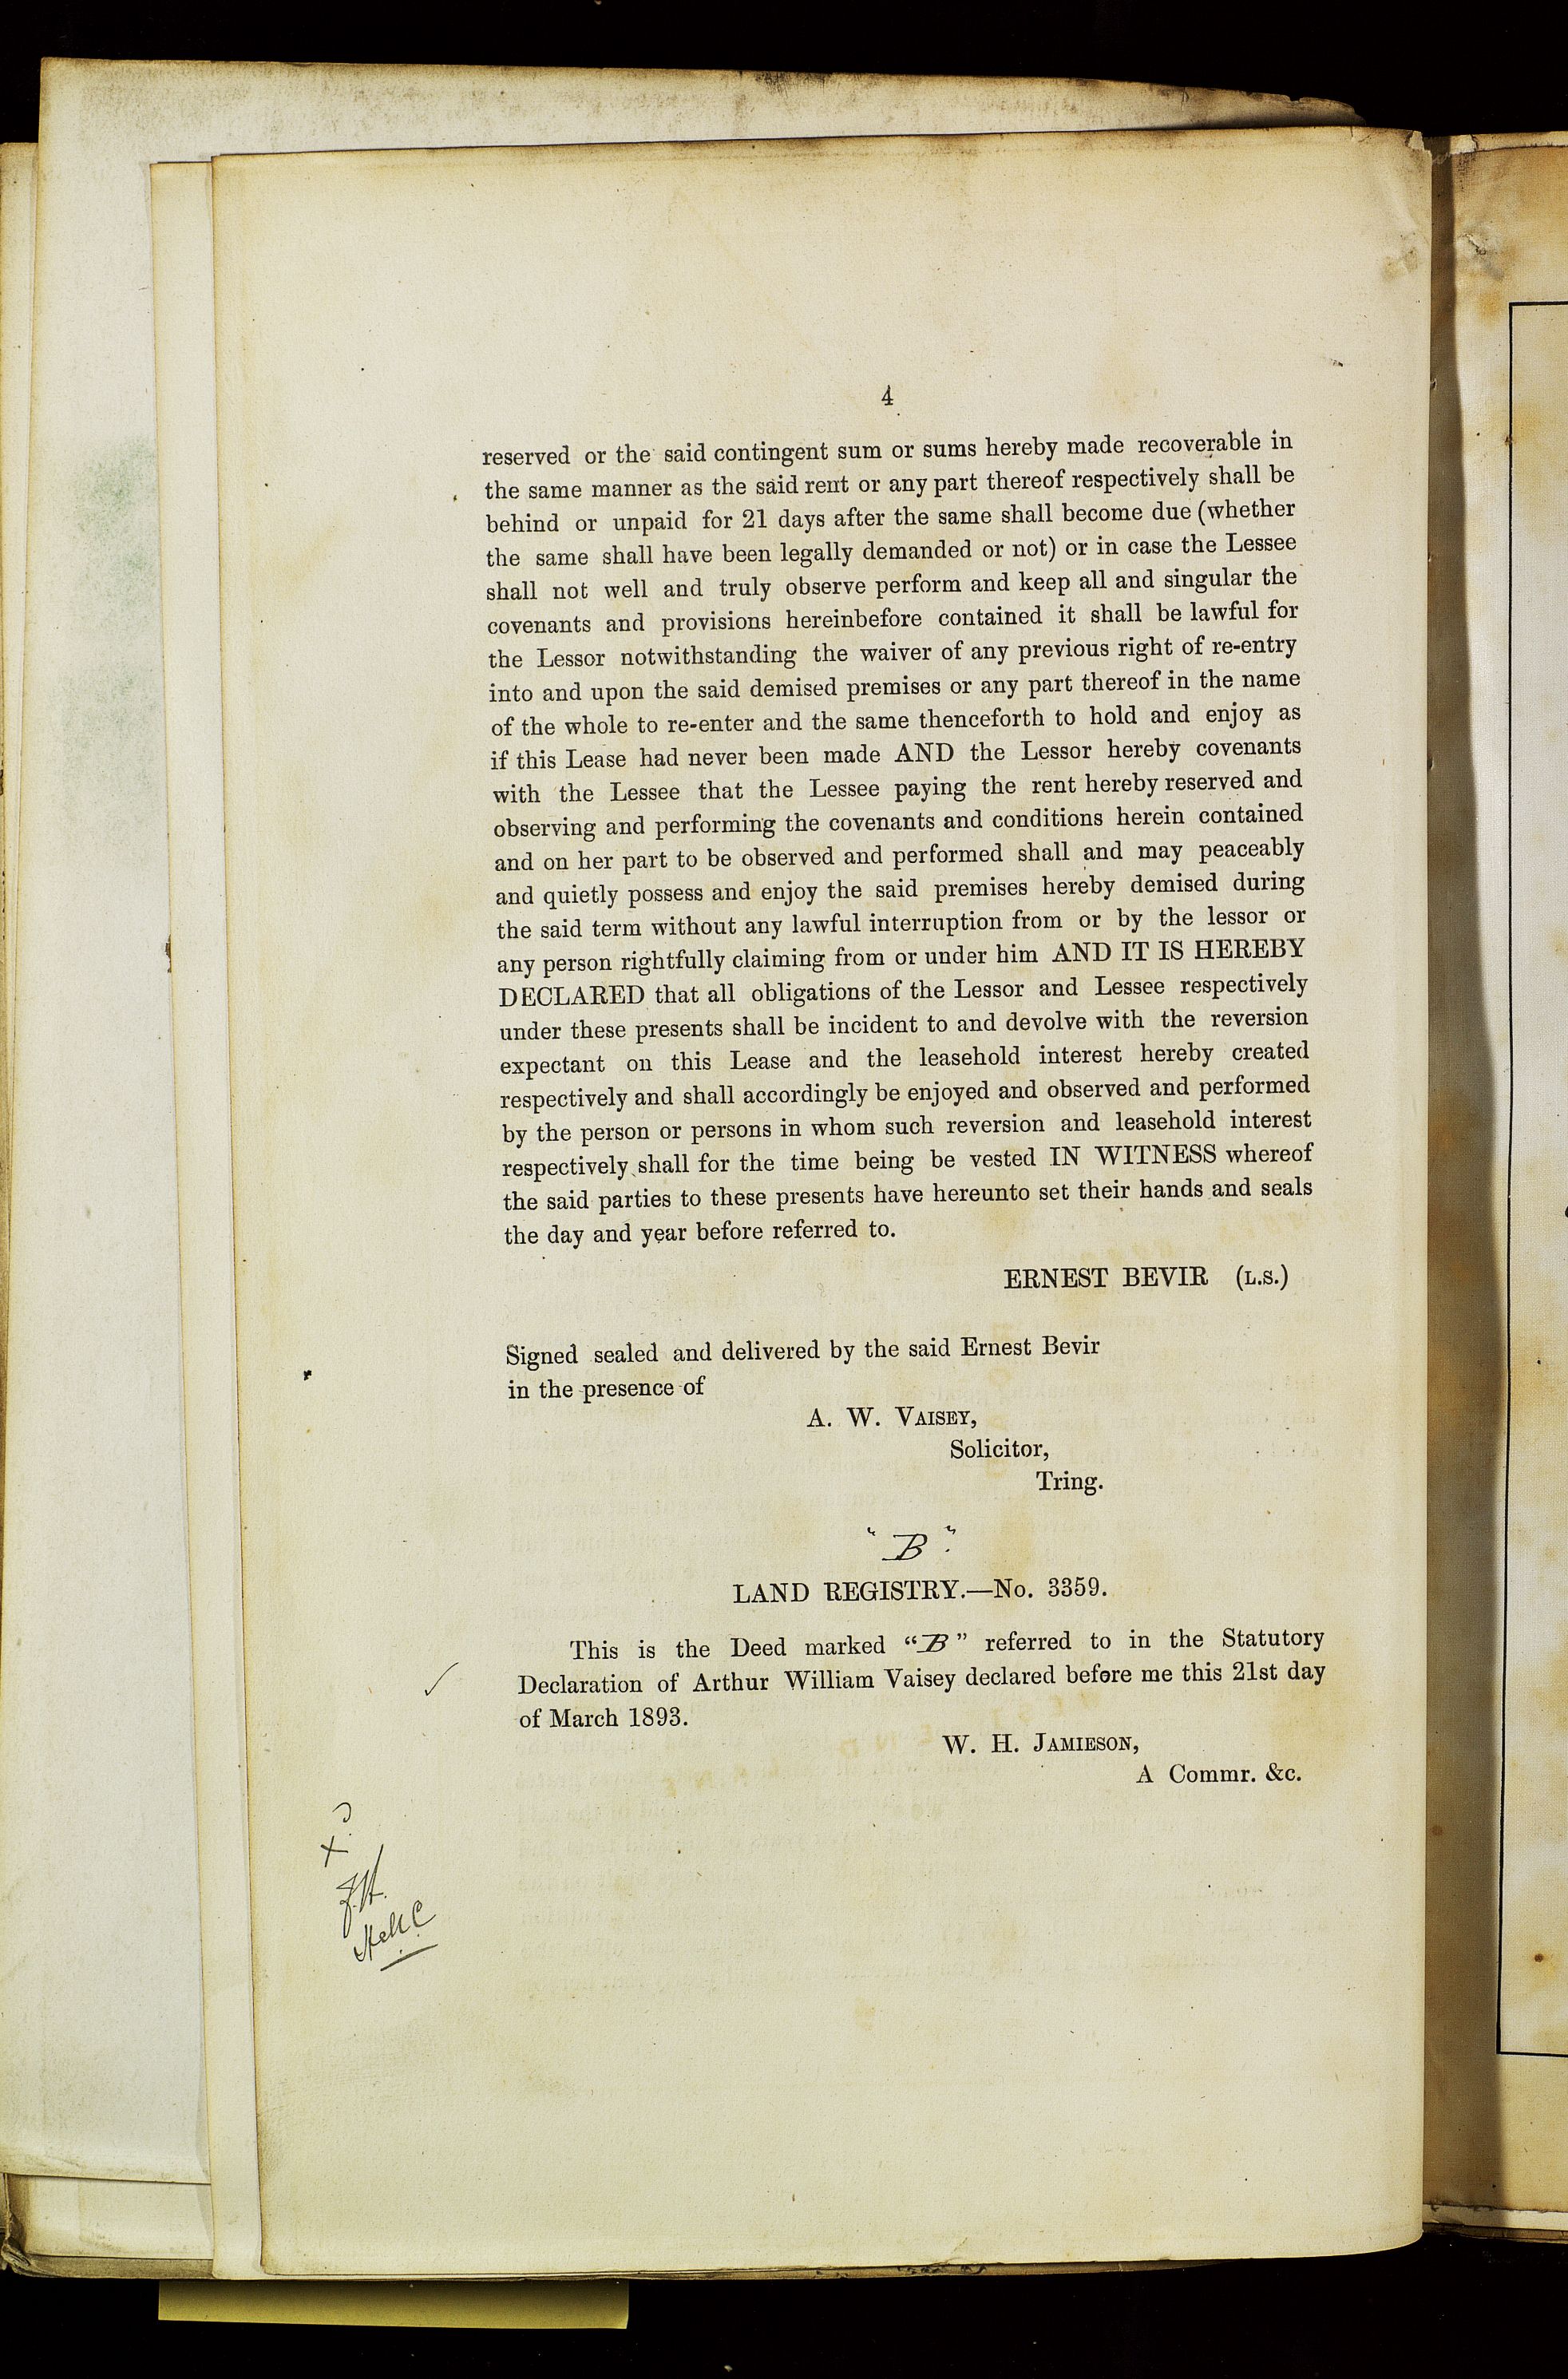 4
reserved or the said contingent sum or sums hereby made recoverable in
the same manner as the said rent or any part thereof respectively shall be
behind or unpaid for 21 days after the same shall become due (whether
the same shall have been legally demanded or not) or in case the Lessee
shall not well and truly observe perform and keep all and singular the
covenants and provisions hereinbefore contained it shall be lawful for
the Lessor notwithstanding the waiver of any previous right of re-entry
into and upon the said demised premises or any part thereof in the name
of the whole to re-enter and the same thenceforth to hold and enjoy as
if this Lease had never been made AND the Lessor hereby covenants
with the Lessee that the Lessee paying the rent hereby reserved and
observing and performing the covenants and conditions herein contained
and on her part to be observed and performed shall and may peaceably
and quietly possess and enjoy the said premises hereby demised during
the said term without any lawful interruption from or by the lessor or
any person rightfully claiming from or under him AND IT IS HEREBY
DECLARED that all obligations of the Lessor and Lessee respectively
under these presents shall be incident to and devolve with the reversion
expectant on this Lease and the leasehold interest hereby created
respectively and shall accordingly be enjoyed and observed and performed
by the person or persons in whom such reversion and leasehold interest
respectively shall for the time being be vested IN WITNESS whereof
the said parties to these presents have hereunto set their hands and seals
the day and year before referred to.
ERNEST BEVIR (L.S.)
Signed sealed and delivered by the said Ernest Bevir
in the presence of
A. W. VAISEY,
Solicitor,
Tring.
"B".
LAND REGISTRY.—No. 3359.
This is the Deed marked "B" referred to in the Statutory
Declaration of Arthur William Vaisey declared before me this 21st day
of March 1893.
W. H. JAMIESON,
A Commr. &c.